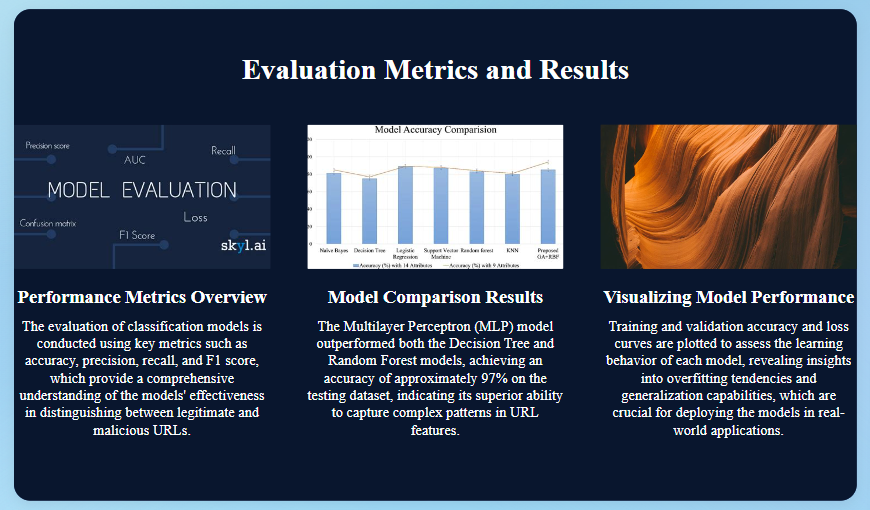 Evaluation Metrics and Results
Precision score
AUC
Recall
MODEL EVALUATION
Confusion matrix
F1 Score
Loss
skyl.ai
Model Accuracy Comparision
Naive Bayes
Decision Tree
Logistic
Regression
Support Vector
Machine
Random forest
KNN
Proposed
GA+RBF
Accuracy (%) with 14 Attributes
Accuracy (%) with 9 Attributes
Performance Metrics Overview
The evaluation of classification models is
conducted using key metrics such as
accuracy, precision, recall, and F1 score,
which provide a comprehensive
understanding of the models' effectiveness
in distinguishing between legitimate and
malicious URLs.
Model Comparison Results
The Multilayer Perceptron (MLP) model
outperformed both the Decision Tree and
Random Forest models, achieving an
accuracy of approximately 97% on the
testing dataset, indicating its superior ability
to capture complex patterns in URL
features.
Visualizing Model Performance
Training and validation accuracy and loss
curves are plotted to assess the learning
behavior of each model, revealing insights
into overfitting tendencies and
generalization capabilities, which are
crucial for deploying the models in real-
world applications.